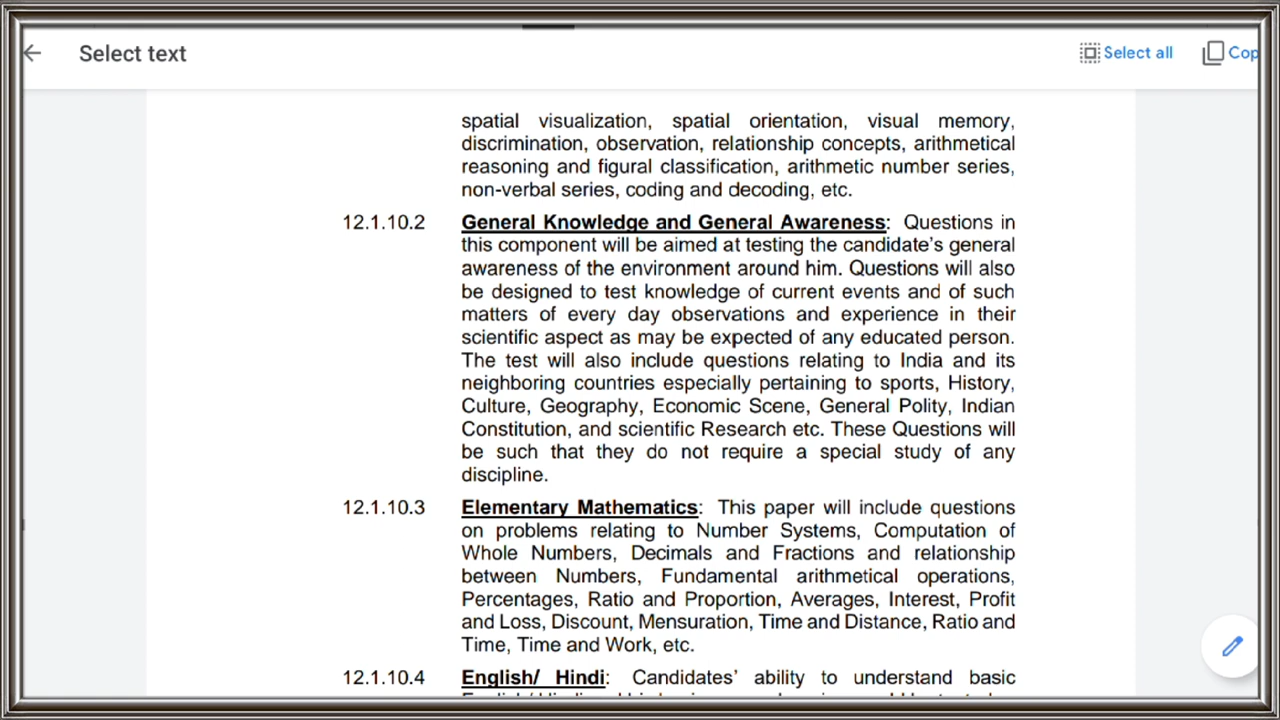 Select text
Select all
spatial visualization, spatial orientation, visual memory,
discrimination, observation, relationship concepts, arithmetical
reasoning and figural classification, arithmetic number series,
non-verbal series, coding and decoding, etc.
12.1.10.2 General Knowledge and General Awareness: Questions in
this component will be aimed at testing the candidate's general
awareness of the environment around him. Questions will also
be designed to test knowledge of current events and of such
matters of every day observations and experience in their
scientific aspect as may be expected of any educated person.
The test will also include questions relating to India and its
neighboring countries especially pertaining to sports, History,
Culture, Geography, Economic Scene, General Polity, Indian
Constitution, and scientific Research etc. These Questions will
be such that they do not require a special study of any
discipline.
12.1.10.3 Elementary Mathematics: This paper will include questions
on problems relating to Number Systems, Computation of
Whole Numbers, Decimals and Fractions and relationship
between Numbers, Fundamental arithmetical operations,
Percentages, Ratio and Proportion, Averages, Interest, Profit
and Loss, Discount, Mensuration, Time and Distance, Ratio and
Time, Time and Work, etc.
12.1.10.4 English/ Hindi: Candidates' ability to understand basic